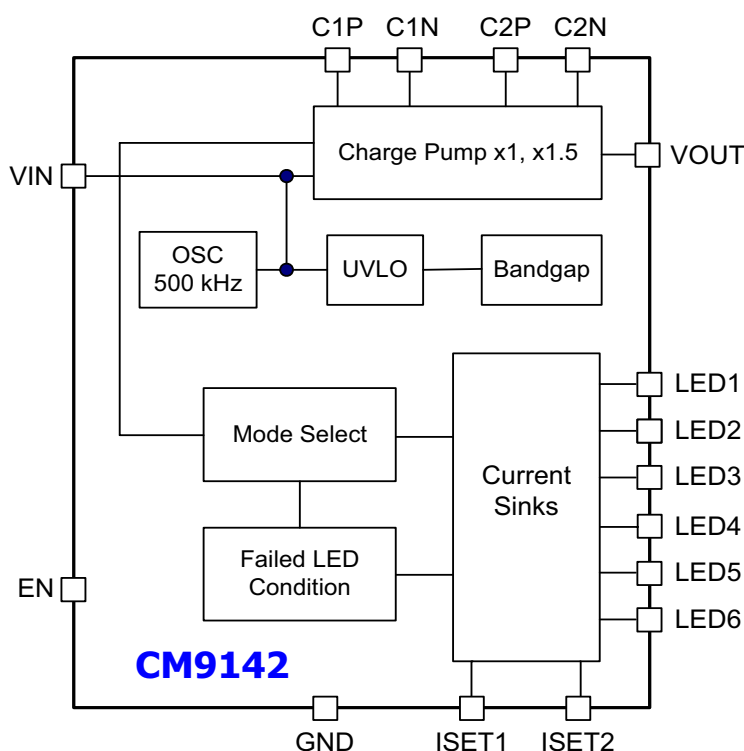 C1P C1N C2P C2N
Charge Pump x1, x1.5
VIN
VOUT
OSC
500 kHz
UVLO
Bandgap
LED1
LED2
LED3
LED4
LED5
LED6
Mode Select
Current
Sinks
Failed LED
Condition
EN
CM9142
GND
ISET1
ISET2